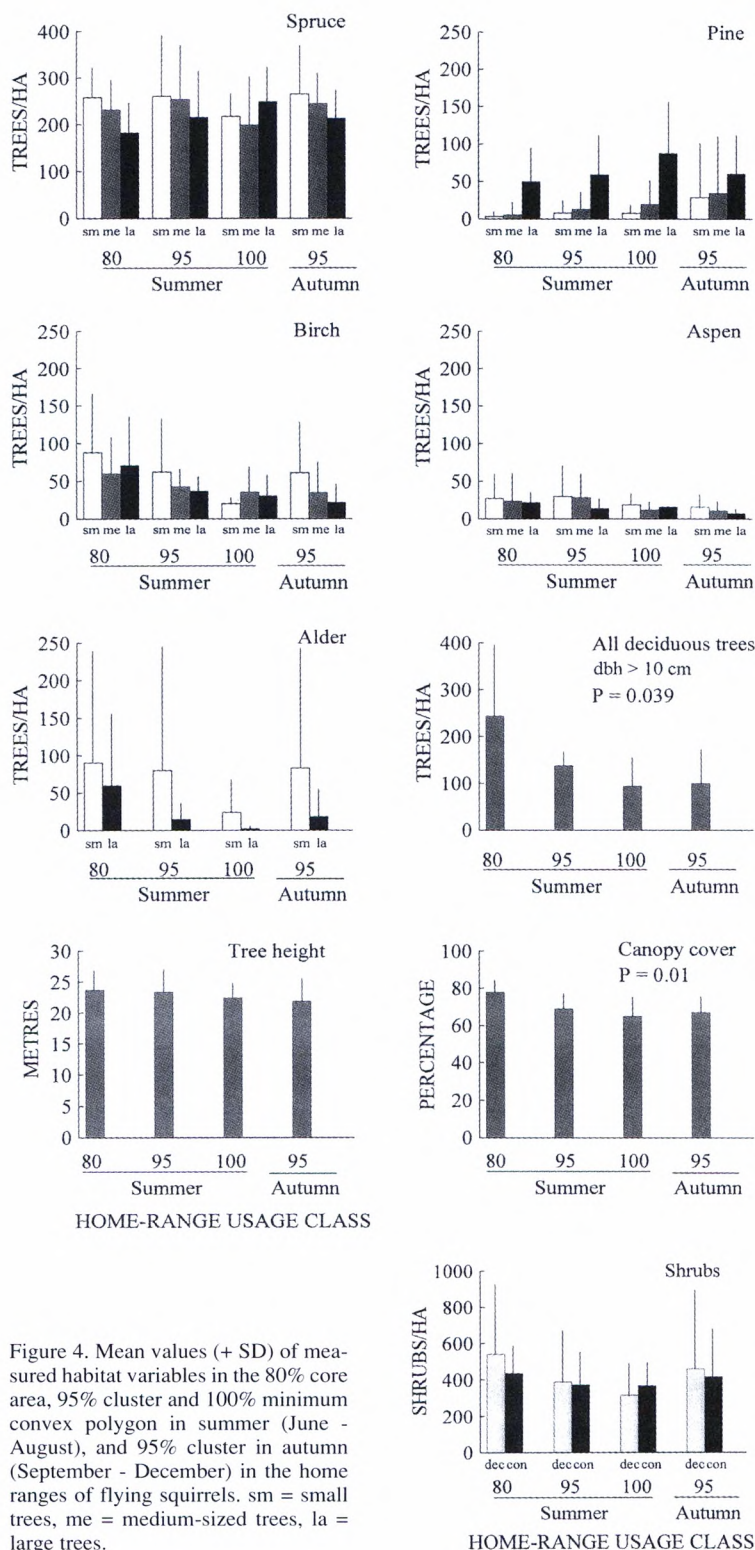 Spruce
TREES/HA
400
300
200
100
0
sm me la sm me la sm me la sm me la
80 95 100 95
Summer Autumn
Pine
TREES/HA
250
200
150
100
50
0
sm me la sm me la sm me la sm me la
80 95 100 95
Summer Autumn
Birch
TREES/HA
250
200
150
100
50
0
sm me la sm me la sm me la sm me la
80 95 100 95
Summer Autumn
Aspen
TREES/HA
250
200
150
100
50
0
sm me la sm me la sm me la sm me la
80 95 100 95
Summer Autumn
Alder
TREES/HA
250
200
150
100
50
0
sm la sm la sm la sm la
80 95 100 95
Summer Autumn
All deciduous trees
dbh > 10 cm
P = 0.039
TREES/HA
400
300
200
100
0
80 95 100 95
Summer Autumn
Tree height
METRES
30
25
20
15
10
5
0
80 95 100 95
Summer Autumn
HOME-RANGE USAGE CLASS
Canopy cover
P = 0.01
PERCENTAGE
100
80
60
40
20
0
80 95 100 95
Summer Autumn
Shrubs
SHRUBS/HA
1000
800
600
400
200
0
deccon deccon deccon deccon
80 95 100 95
Summer Autumn
HOME-RANGE USAGE CLASS
Figure 4. Mean values (+ SD) of mea-
sured habitat variables in the 80% core
area, 95% cluster and 100% minimum
convex polygon in summer (June -
August), and 95% cluster in autumn
(September - December) in the home
ranges of flying squirrels. sm = small
trees, me = medium-sized trees, la =
large trees.